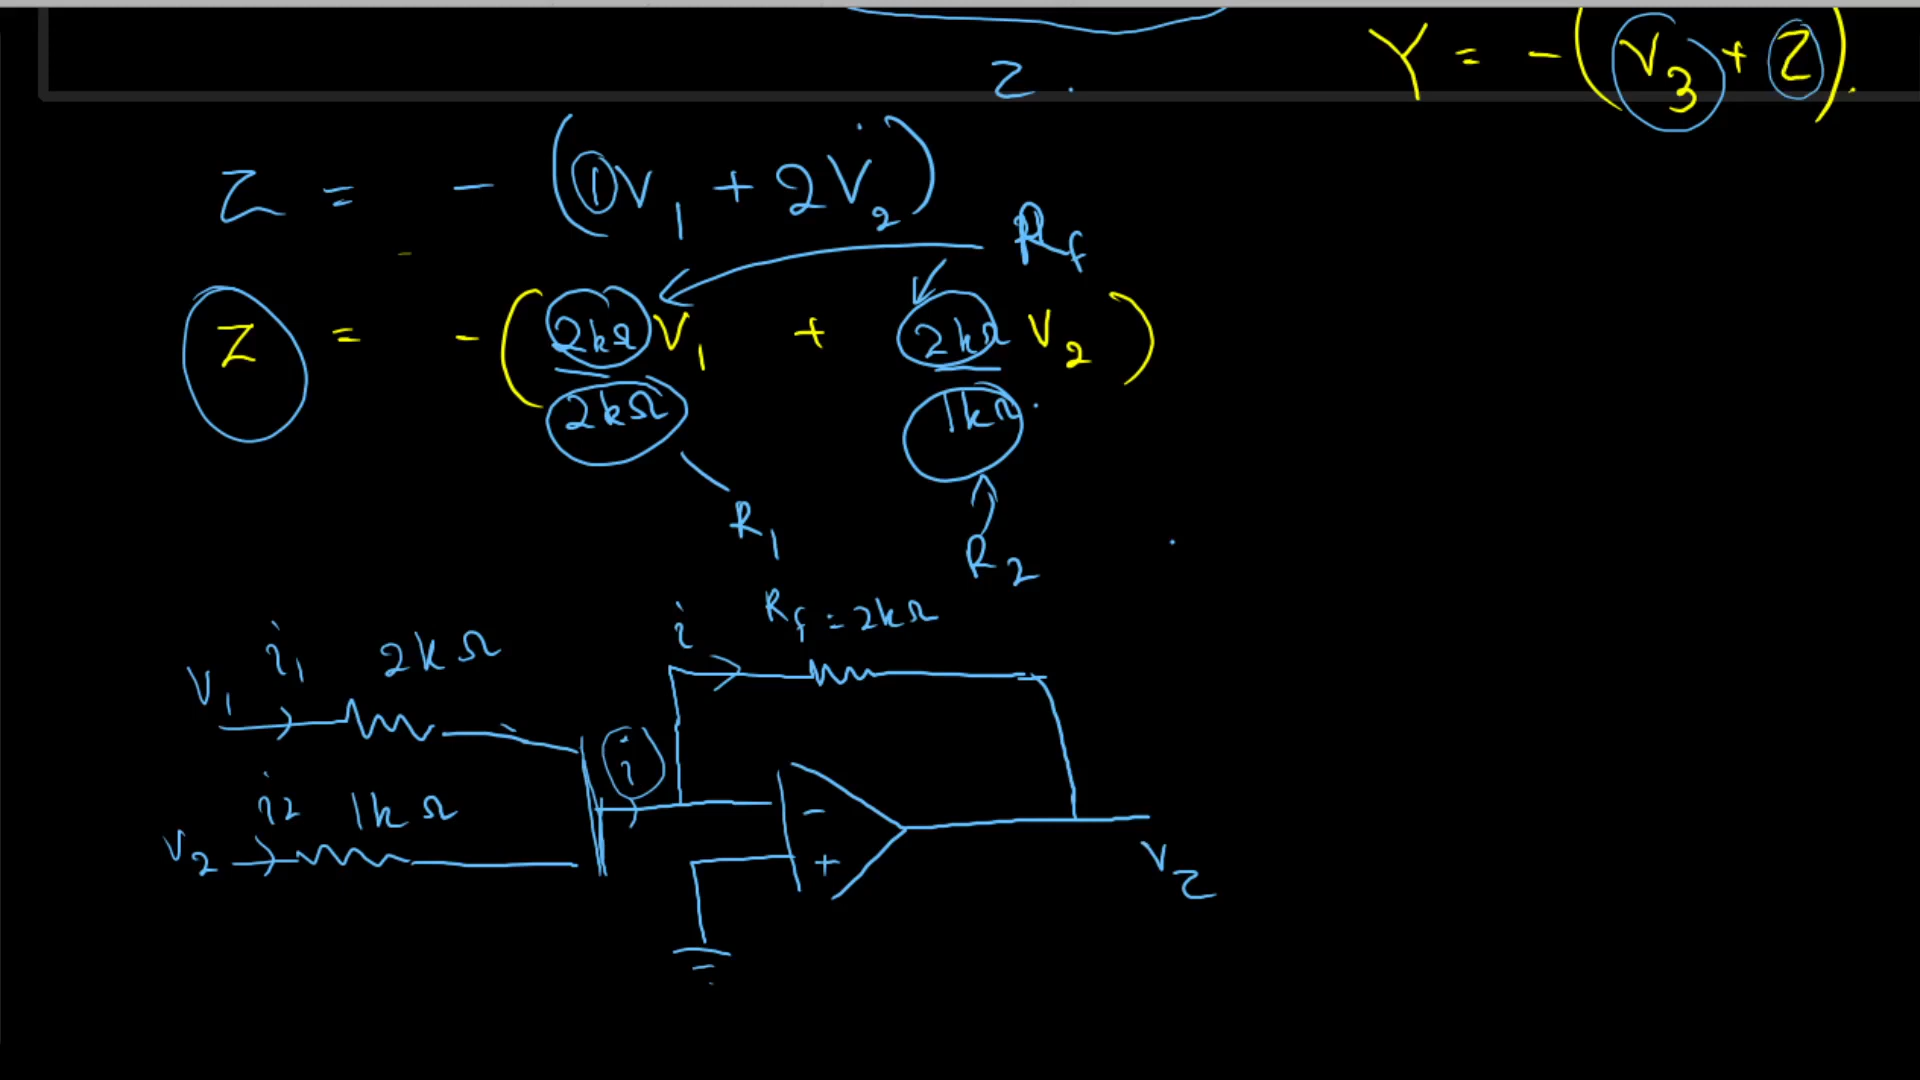 Z .
Y = - (V3 + Z).
Z = - (1V1 + 2V2)
Rf
Z = - (2kΩ V1 + 2kΩ V2)
2kΩ 1kΩ.
R1
R2
Rf = 2kΩ
i
i1 2kΩ
V1
i
i2 1kΩ
V2
-
+
VZ